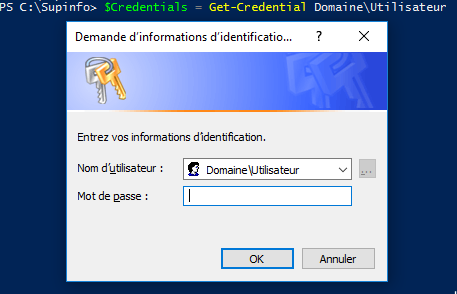 PS C:\Supinfo> $Credentials = Get-Credential Domaine\Utilisateur
Demande d'informations d'identificatio...
Entrez vos informations d'identification.
Nom d'utilisateur : Domaine\Utilisateur ...
Mot de passe :
OK Annuler